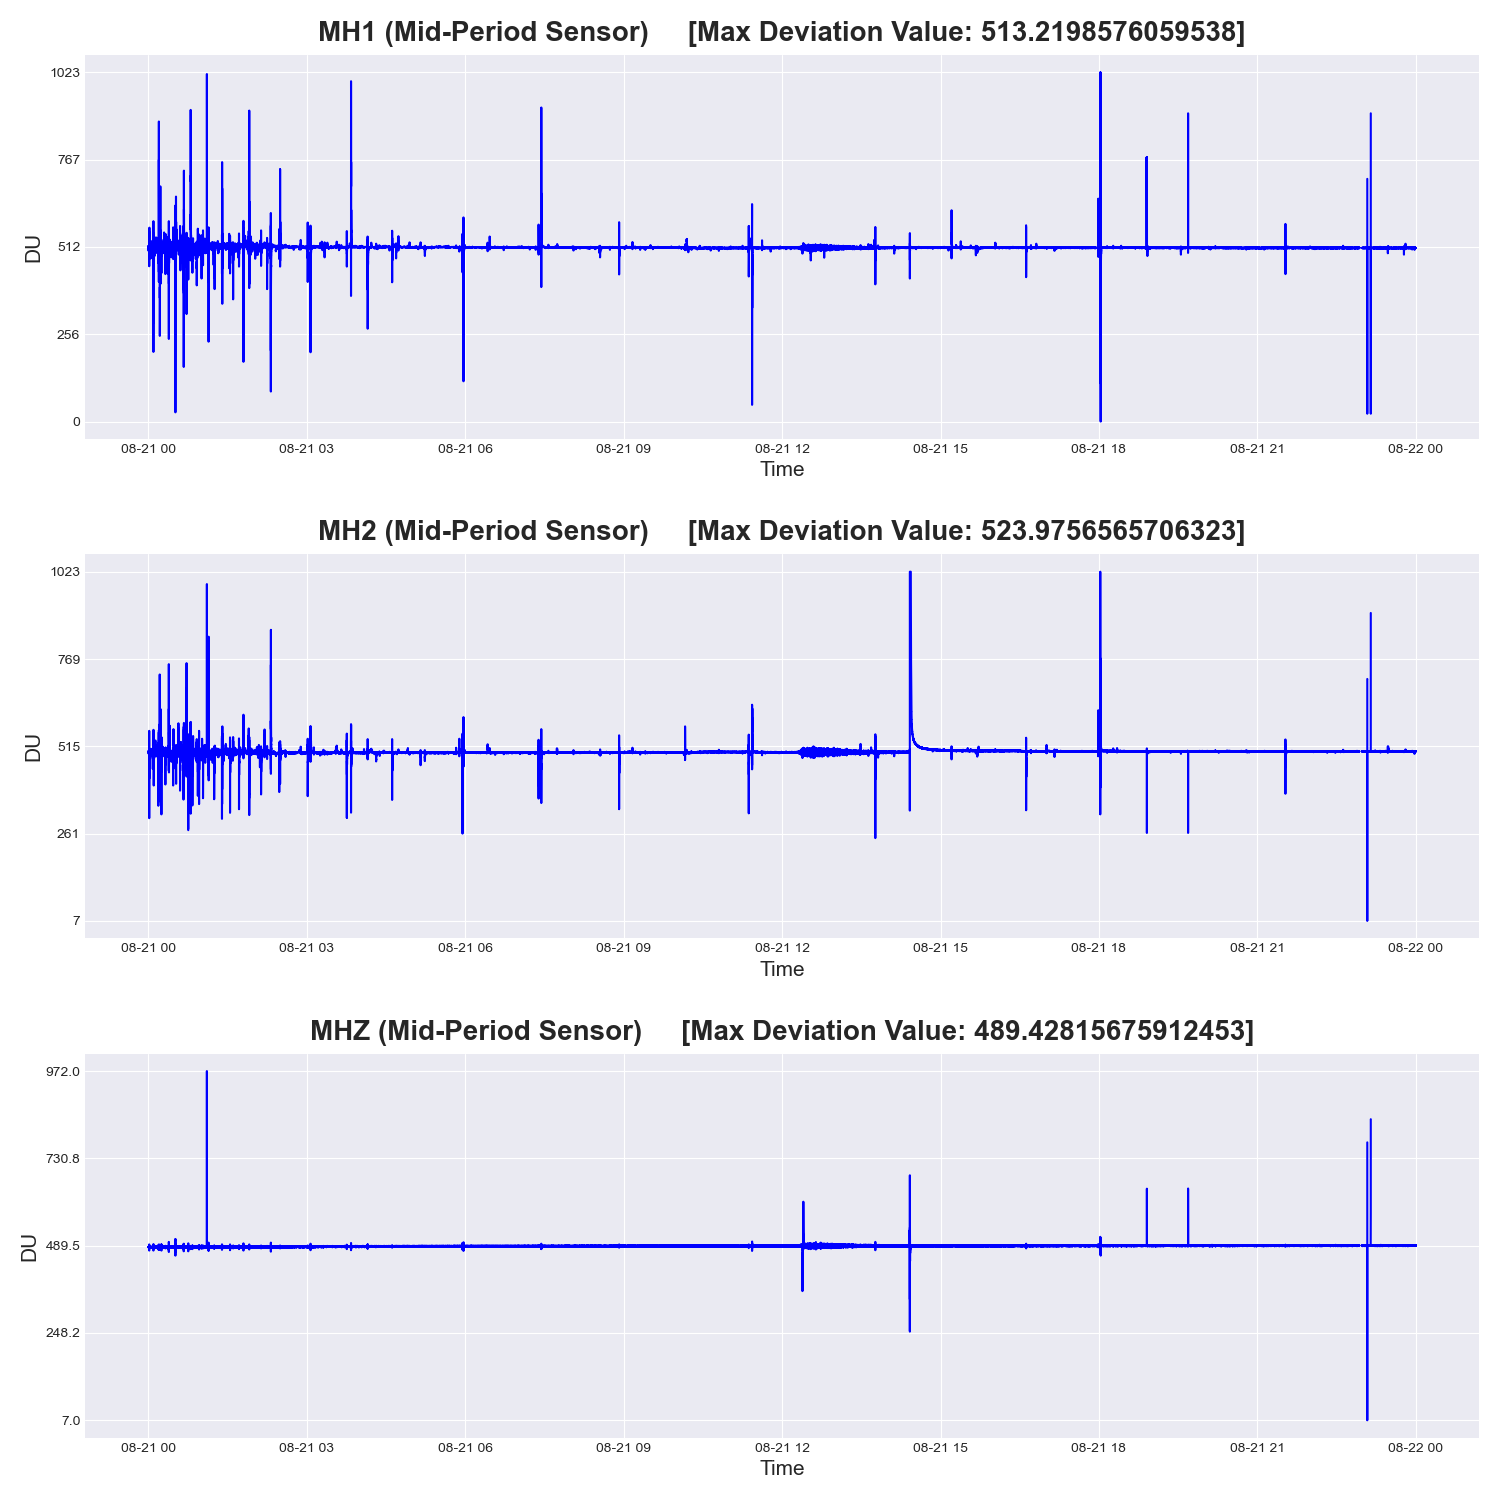 MH1 (Mid-Period Sensor) [Max Deviation Value: 513.2198576059538]
1023
767
512
256
0
DU
08-21 00 08-21 03 08-21 06 08-21 09 08-21 12 08-21 15 08-21 18 08-21 21 08-22 00
Time
MH2 (Mid-Period Sensor) [Max Deviation Value: 523.9756565706323]
1023
769
515
261
7
DU
08-21 00 08-21 03 08-21 06 08-21 09 08-21 12 08-21 15 08-21 18 08-21 21 08-22 00
Time
MHZ (Mid-Period Sensor) [Max Deviation Value: 489.42815675912453]
972.0
730.8
489.5
248.2
7.0
DU
08-21 00 08-21 03 08-21 06 08-21 09 08-21 12 08-21 15 08-21 18 08-21 21 08-22 00
Time